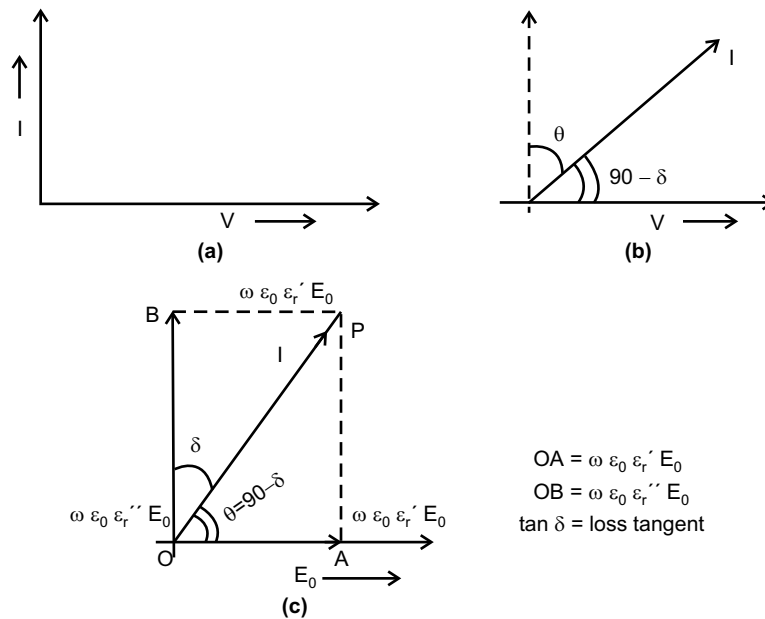 I
V
(a)
θ
I
90 – δ
V
(b)
ω ε₀ εᵣ′ E₀
B
P
I
δ
θ=90–δ
ω ε₀ εᵣ′′ E₀
ω ε₀ εᵣ′ E₀
O
A
E₀
(c)
OA = ω ε₀ εᵣ′ E₀
OB = ω ε₀ εᵣ′′ E₀
tan δ = loss tangent